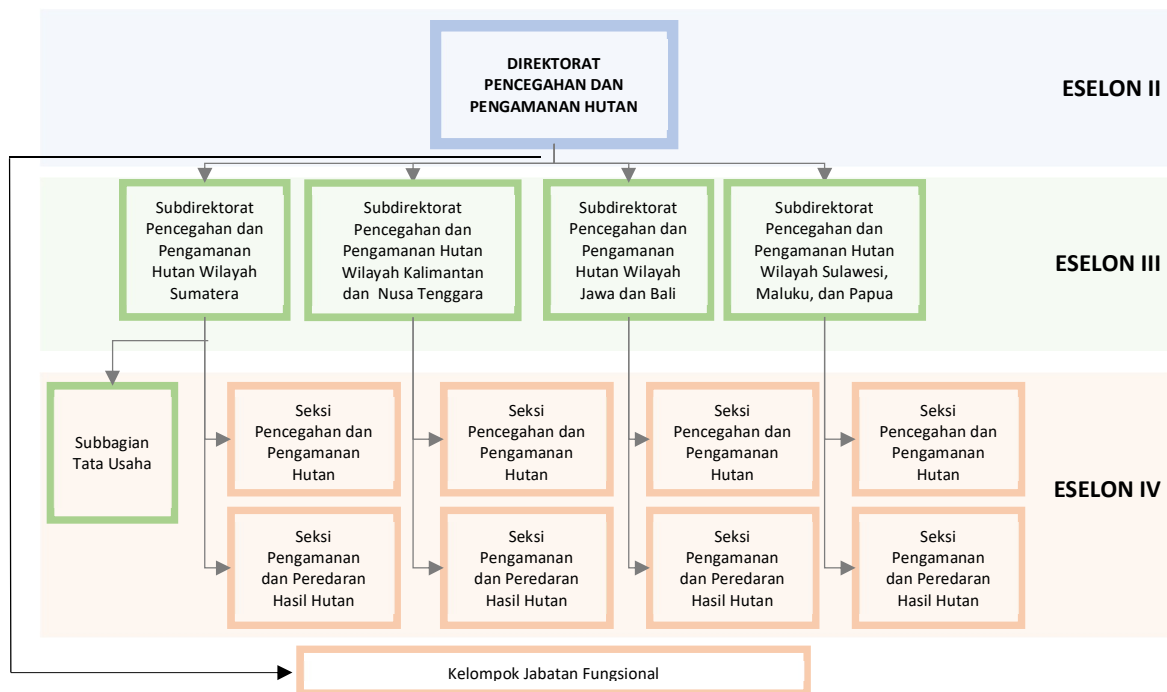 DIREKTORAT
PENCEGAHAN DAN
PENGAMANAN HUTAN
ESELON II
Subdirektorat
Pencegahan dan
Pengamanan
Hutan Wilayah
Sumatera
Subdirektorat
Pencegahan dan
Pengamanan Hutan
Wilayah Kalimantan
dan Nusa Tenggara
Subdirektorat
Pencegahan dan
Pengamanan
Hutan Wilayah
Jawa dan Bali
Subdirektorat
Pencegahan dan
Pengamanan Hutan
Wilayah Sulawesi,
Maluku, dan Papua
ESELON III
Subbagian
Tata Usaha
Seksi
Pencegahan dan
Pengamanan
Hutan
Seksi
Pencegahan dan
Pengamanan
Hutan
Seksi
Pencegahan dan
Pengamanan
Hutan
Seksi
Pencegahan dan
Pengamanan
Hutan
ESELON IV
Seksi
Pengamanan
dan Peredaran
Hasil Hutan
Seksi
Pengamanan
dan Peredaran
Hasil Hutan
Seksi
Pengamanan
dan Peredaran
Hasil Hutan
Seksi
Pengamanan
dan Peredaran
Hasil Hutan
Kelompok Jabatan Fungsional